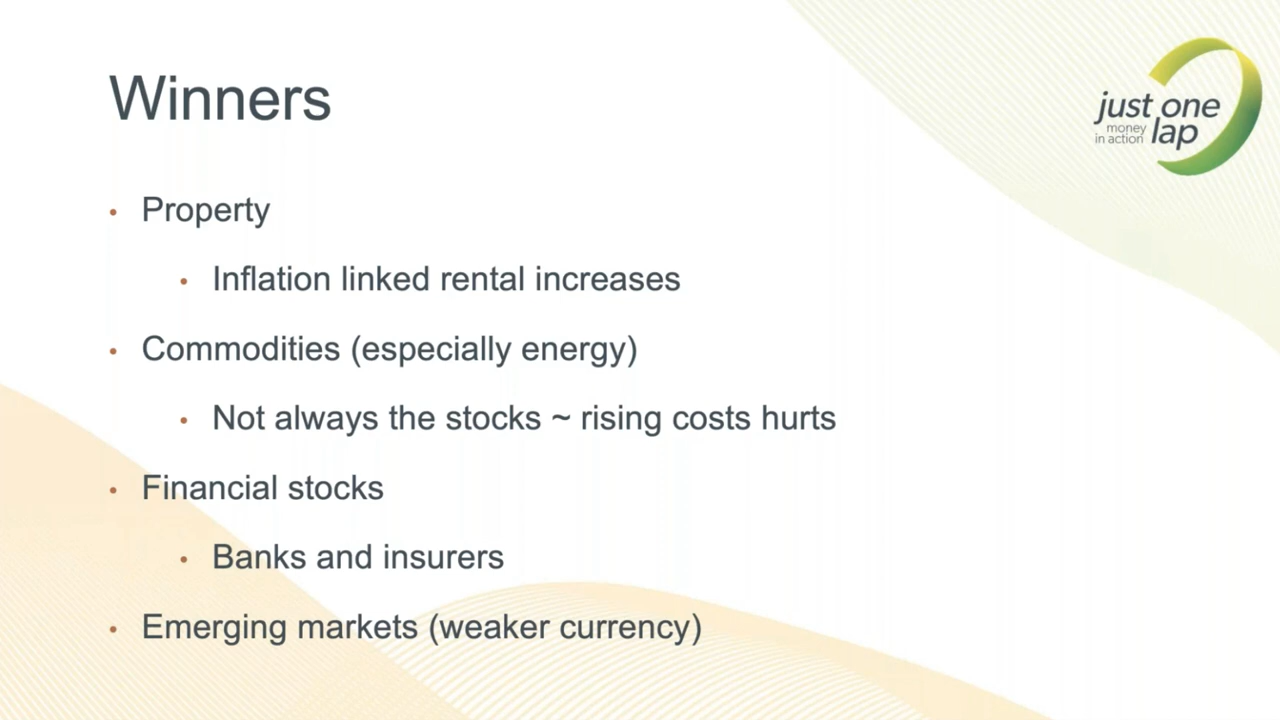 Winners
just one
money
in action lap
• Property
• Inflation linked rental increases
• Commodities (especially energy)
• Not always the stocks ~ rising costs hurts
• Financial stocks
• Banks and insurers
• Emerging markets (weaker currency)